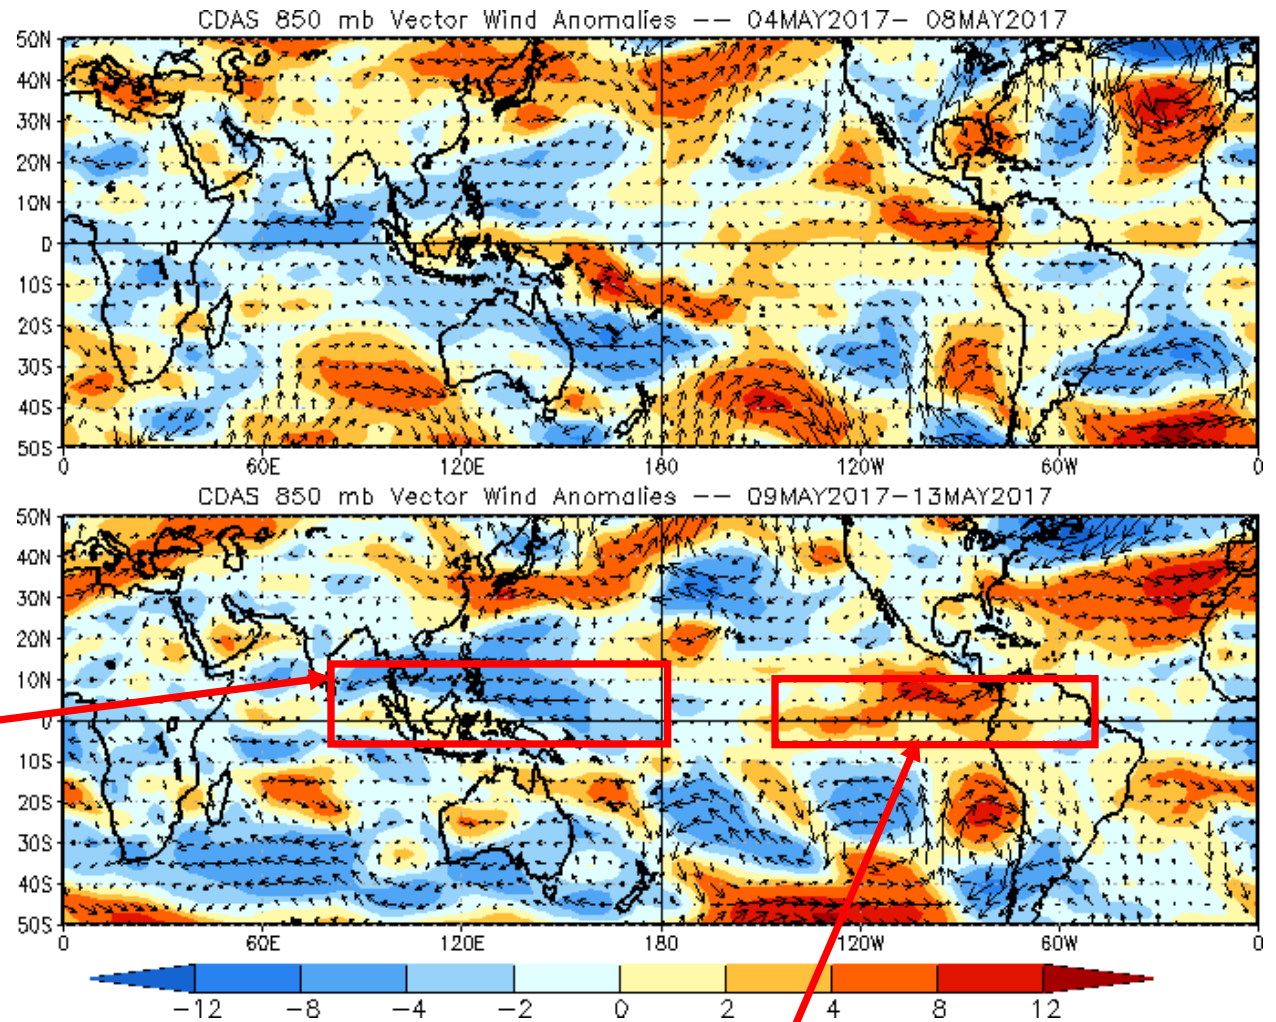 CDAS 850 mb Vector Wind Anomalies -- 04MAY2017- 08MAY2017
50N
40N
30N
20N
10N
0
10S
20S
30S
40S
50S
0 60E 120E 180 120W 60W 0
CDAS 850 mb Vector Wind Anomalies -- 09MAY2017-13MAY2017
50N
40N
30N
20N
10N
0
10S
20S
30S
40S
50S
0 60E 120E 180 120W 60W 0
-12 -8 -4 -2 0 2 4 8 12